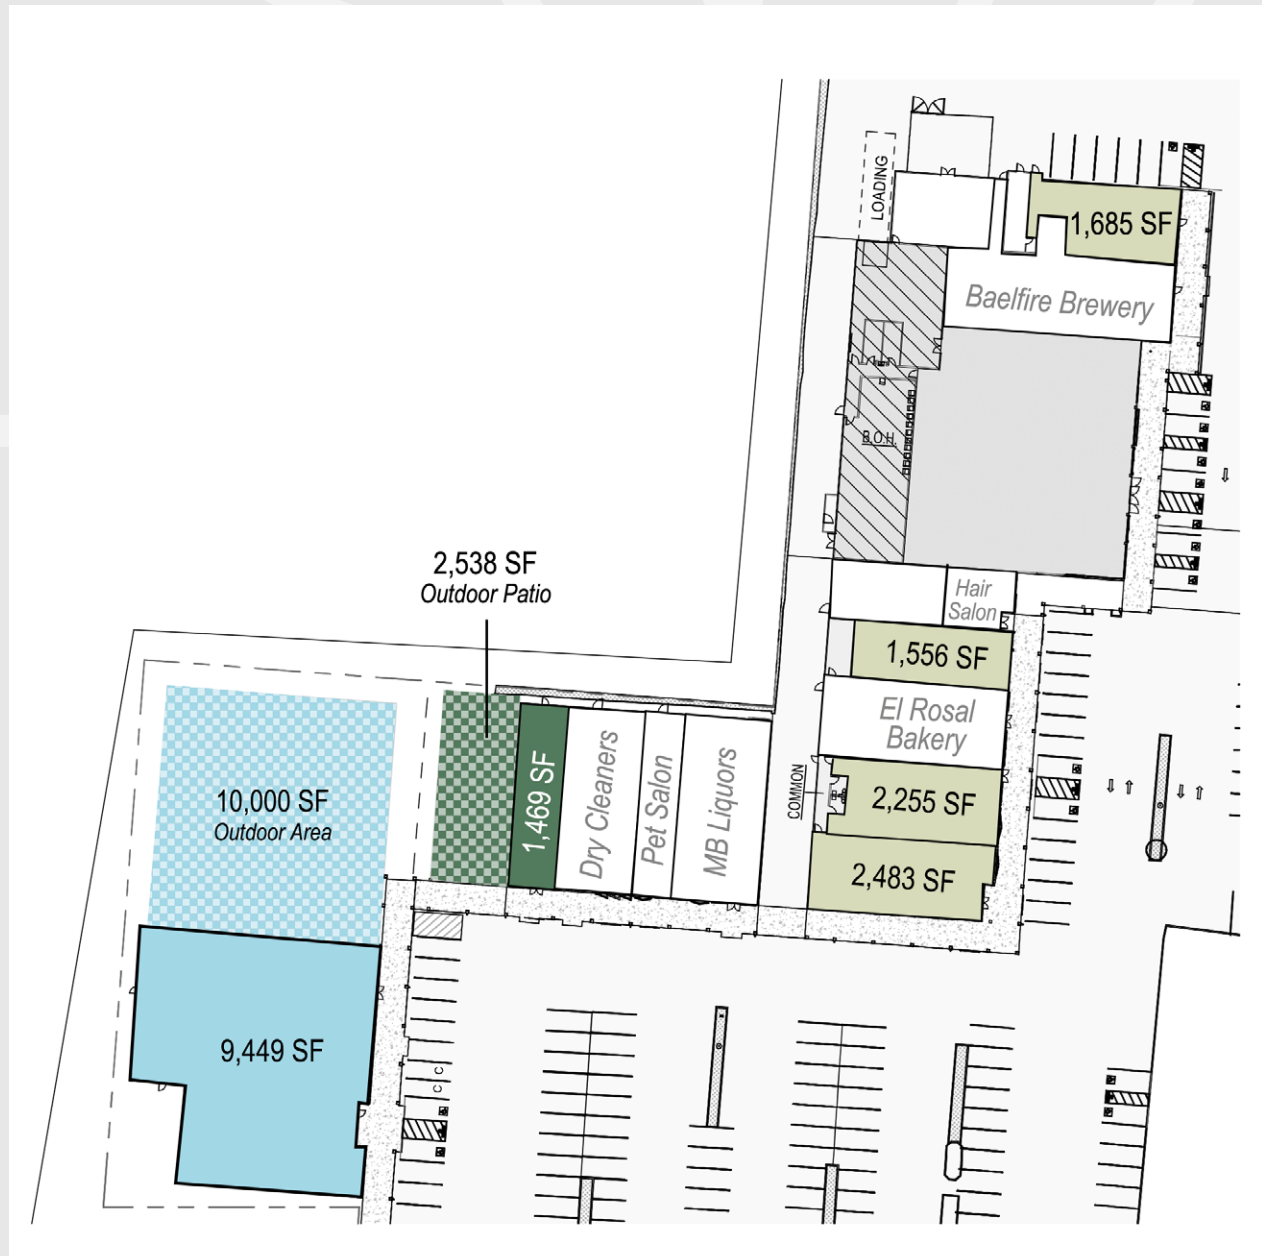 LOADING
1,685 SF
Baelfire Brewery
B.O.H.
2,538 SF
Outdoor Patio
Hair
Salon
1,556 SF
El Rosal
Bakery
10,000 SF
Outdoor Area
1,469 SF
Dry Cleaners
Pet Salon
MB Liquors
COMMON
2,255 SF
2,483 SF
9,449 SF
C C